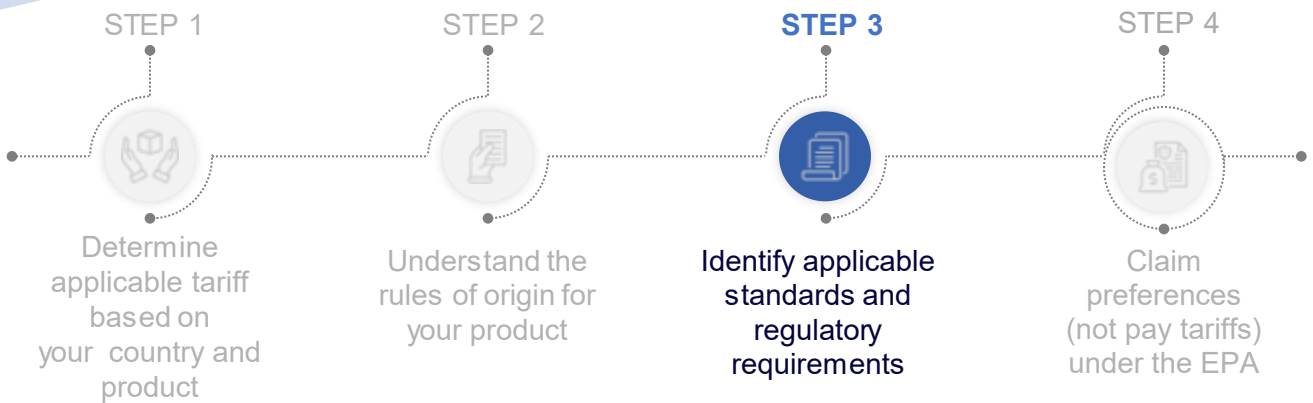 STEP 1
Determine
applicable tariff
based on
your country and
product
STEP 2
Understand the
rules of origin for
your product
STEP 3
Identify applicable
standards and
regulatory
requirements
STEP 4
$
Claim
preferences
(not pay tariffs)
under the EPA